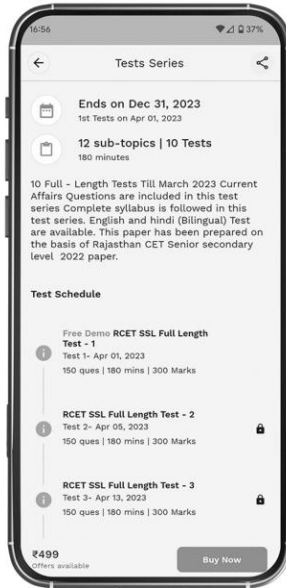 16:56
37%
Tests Series
Ends on Dec 31, 2023
1st Tests on Apr 01, 2023
12 sub-topics | 10 Tests
180 minutes
10 Full - Length Tests Till March 2023 Current
Affairs Questions are included in this test
series Complete syllabus is followed in this
test series. English and hindi (Bilingual) Test
are available. This paper has been prepared on
the basis of Rajasthan CET Senior secondary
level 2022 paper.
Test Schedule
Free Demo RCET SSL Full Length
Test - 1
Test 1- Apr 01, 2023
150 ques | 180 mins | 300 Marks
RCET SSL Full Length Test - 2
Test 2- Apr 05, 2023
150 ques | 180 mins | 300 Marks
RCET SSL Full Length Test - 3
Test 3- Apr 13, 2023
150 ques | 180 mins | 300 Marks
₹499
Offers available
Buy Now